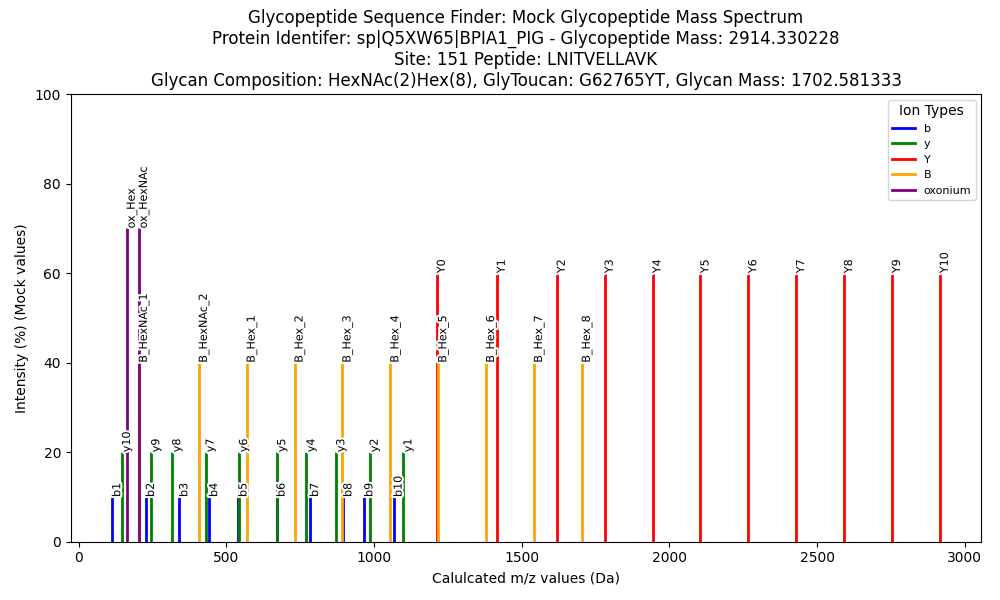 Glycopeptide Sequence Finder: Mock Glycopeptide Mass Spectrum
Protein Identifer: sp|Q5XW65|BPIA1_PIG - Glycopeptide Mass: 2914.330228
Site: 151 Peptide: LNITVELLAVK
Glycan Composition: HexNAc(2)Hex(8), GlyToucan: G62765YT, Glycan Mass: 1702.581333
Intensity (%) (Mock values)
100
80
60
40
20
0
Ion Types
b
y
Y
B
oxonium
ox_Hex
ox_HexNAc
Y0
Y1
Y2
Y3
Y4
Y5
Y6
Y7
Y8
Y9
Y10
B_HexNAc_1
B_HexNAc_2
B_Hex_1
B_Hex_2
B_Hex_3
B_Hex_4
B_Hex_5
B_Hex_6
B_Hex_7
B_Hex_8
y10
y9
y8
y7
y6
y5
y4
y3
y2
y1
b1
b2
b3
b4
b5
b6
b7
b8
b9
b10
0
500
1000
1500
2000
2500
3000
Calulcated m/z values (Da)